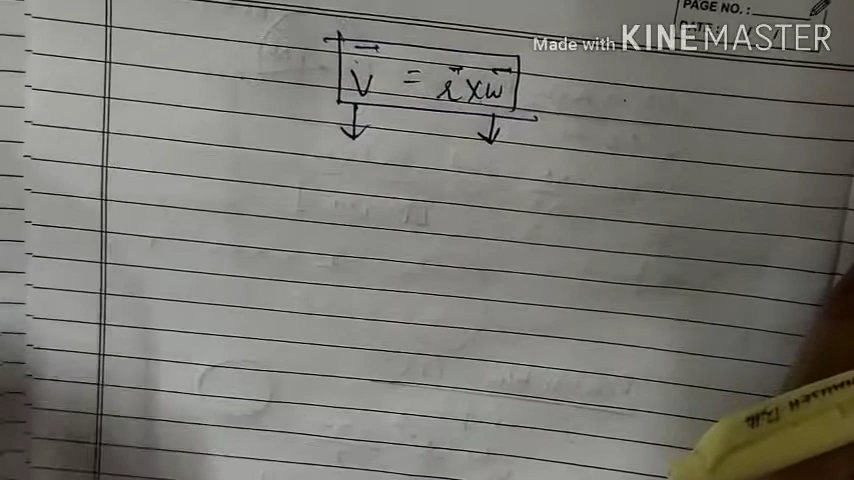 PAGE NO.:
Made with KINEMASTER
V = r × ω